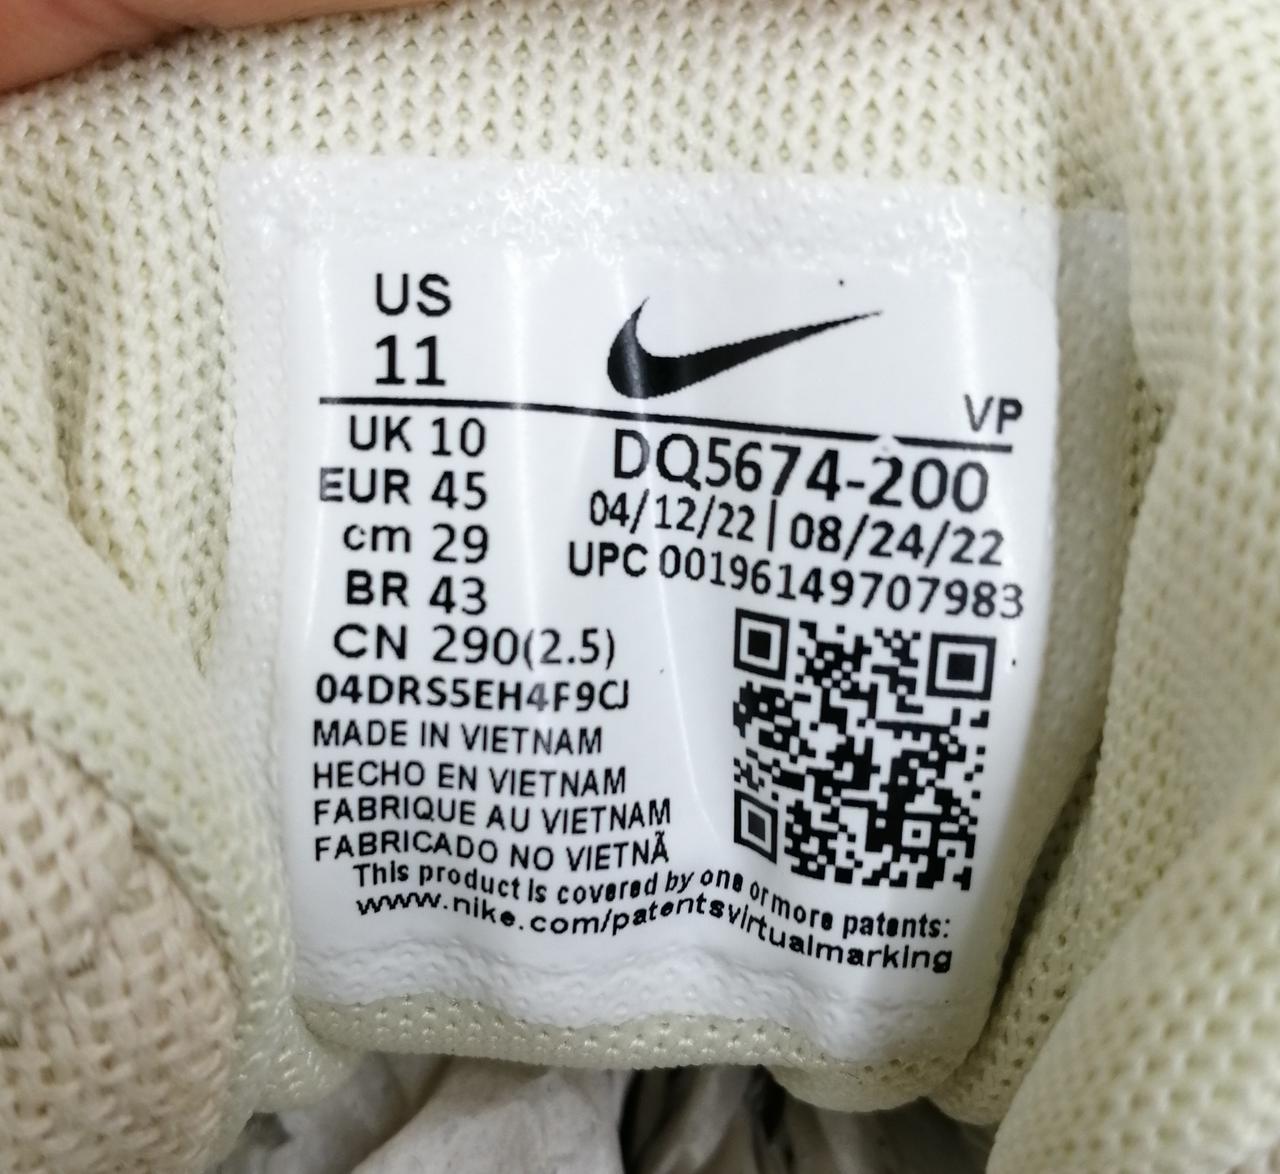 US
11
VP
UK 10
EUR 45
cm 29
BR 43
CN 290(2.5)
04DRS5EH4F9CJ
DQ5674-200
04/12/22 | 08/24/22
UPC 00196149707983
MADE IN VIETNAM
HECHO EN VIETNAM
FABRIQUE AU VIETNAM
FABRICADO NO VIETNÃ
This product is covered by one or more patents:
www.nike.com/patentsvirtualmarking